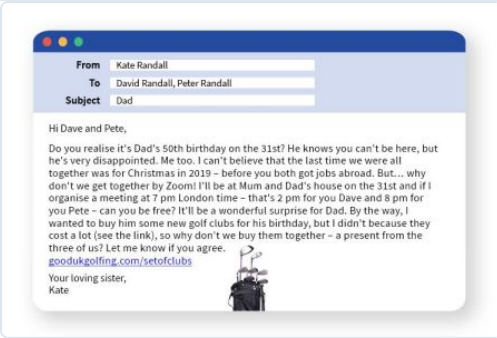 From Kate Randall
To David Randall, Peter Randall
Subject Dad
Hi Dave and Pete,
Do you realise it's Dad's 50th birthday on the 31st? He knows you can't be here, but
he's very disappointed. Me too. I can't believe that the last time we were all
together was for Christmas in 2019 – before you both got jobs abroad. But... why
don't we get together by Zoom! I'll be at Mum and Dad's house on the 31st and if I
organise a meeting at 7 pm London time – that's 2 pm for you Dave and 8 pm for
you Pete – can you be free? It'll be a wonderful surprise for Dad. By the way, I
wanted to buy him some new golf clubs for his birthday, but I didn't because they
cost a lot (see the link), so why don't we buy them together – a present from the
three of us? Let me know if you agree.
goodukgolfing.com/setofclubs
Your loving sister,
Kate